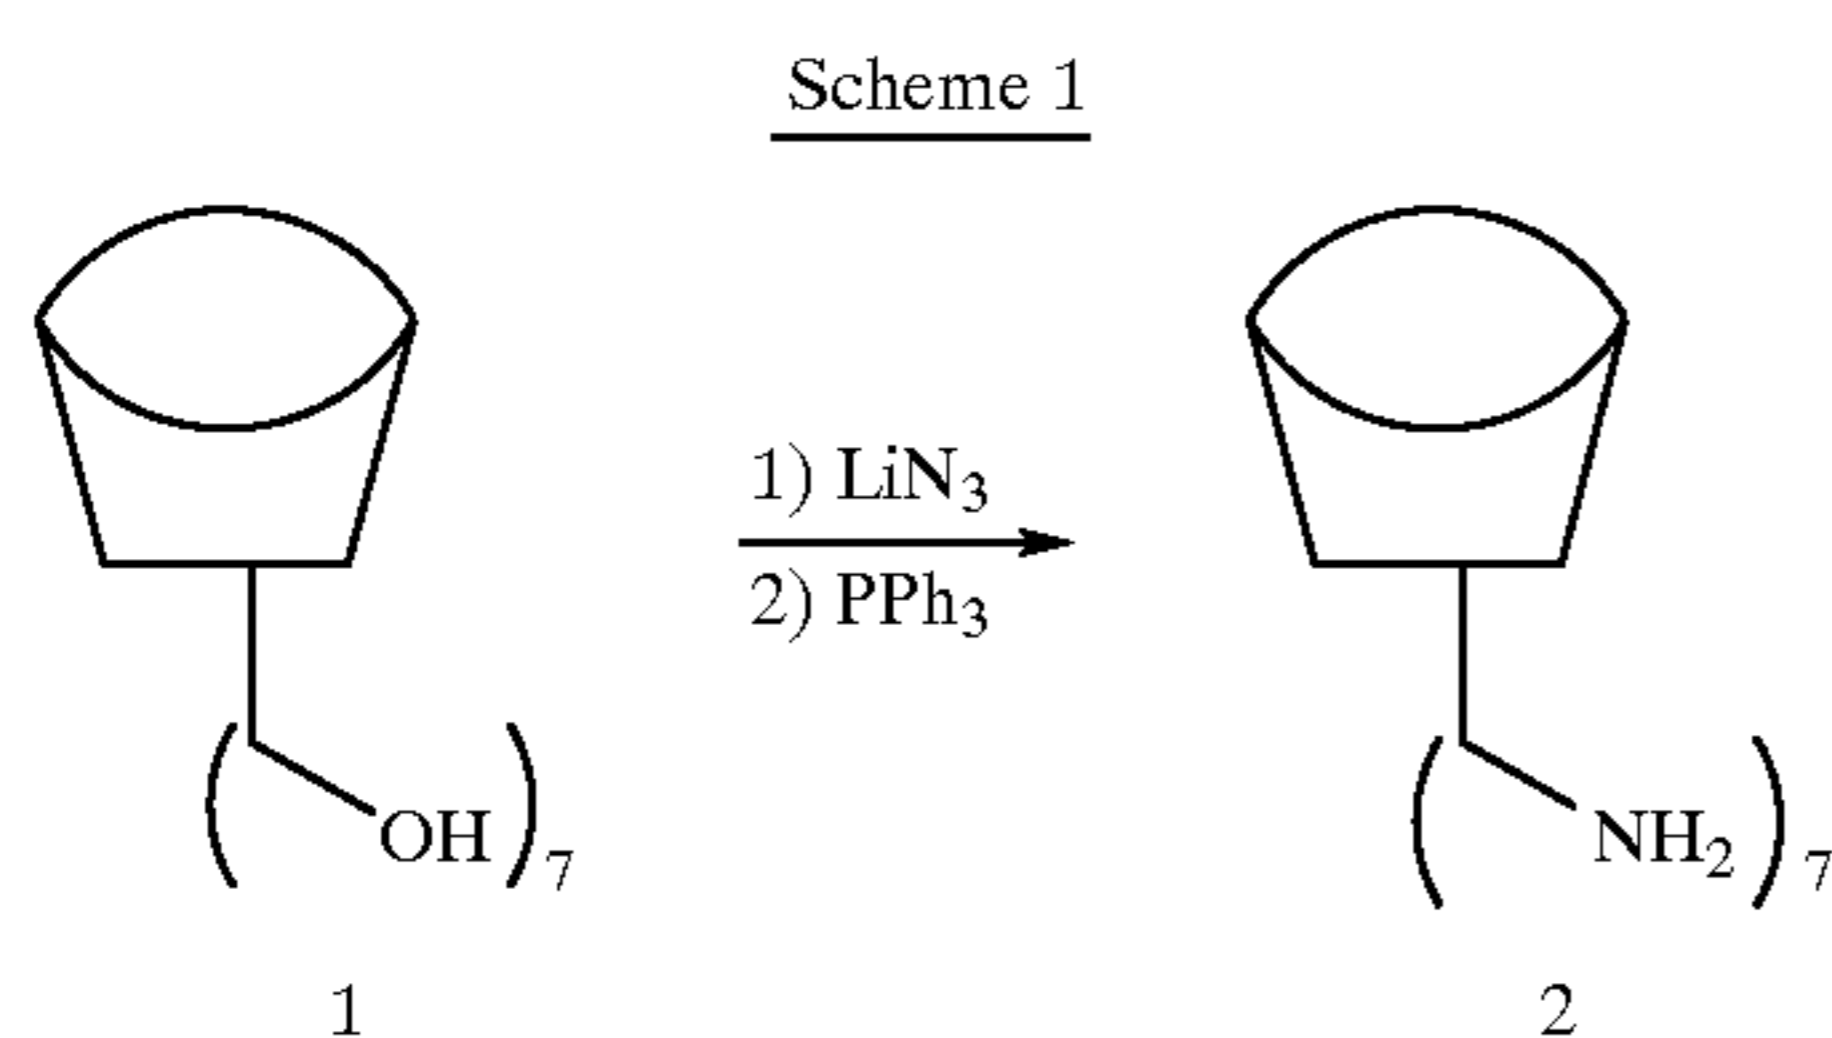 Scheme 1
1) LiN₃
2) PPh₃
OH
7
NH₂
7
1
2